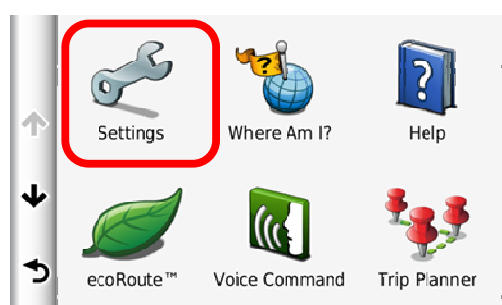 Settings
Where Am I?
Help
ecoRoute™
Voice Command
Trip Planner